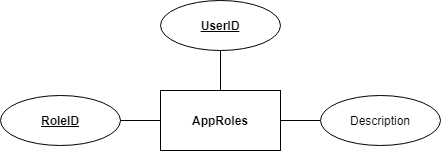 UserID
RoleID
AppRoles
Description